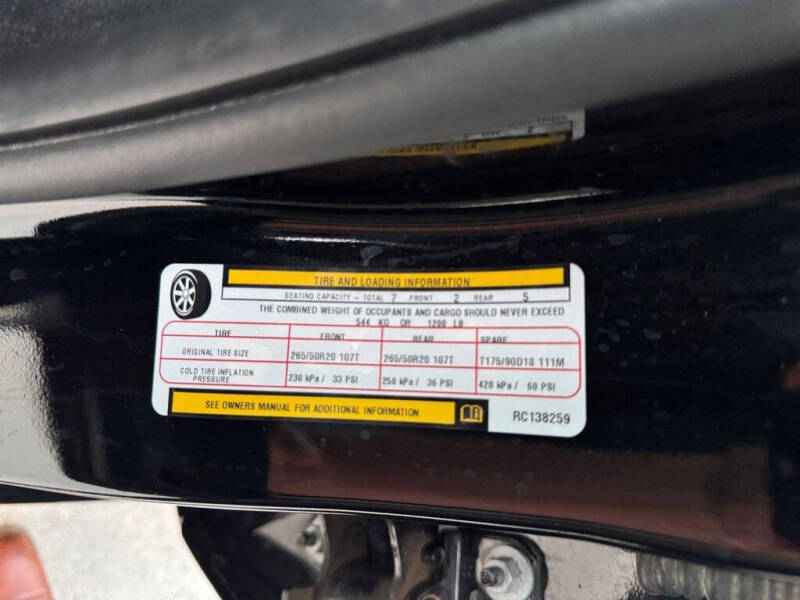 TIRE AND LOADING INFORMATION
SEATING CAPACITY - TOTAL 7 FRONT 2 REAR 5
THE COMBINED WEIGHT OF OCCUPANTS AND CARGO SHOULD NEVER EXCEED
544 KG OR 1200 LB
TIRE FRONT REAR SPARE
ORIGINAL TIRE SIZE 265/50R20 107T 265/50R20 107T T175/90D18 111M
COLD TIRE INFLATION PRESSURE 230 kPa / 33 PSI 250 kPa / 36 PSI 420 kPa / 60 PSI
SEE OWNERS MANUAL FOR ADDITIONAL INFORMATION
RC138259